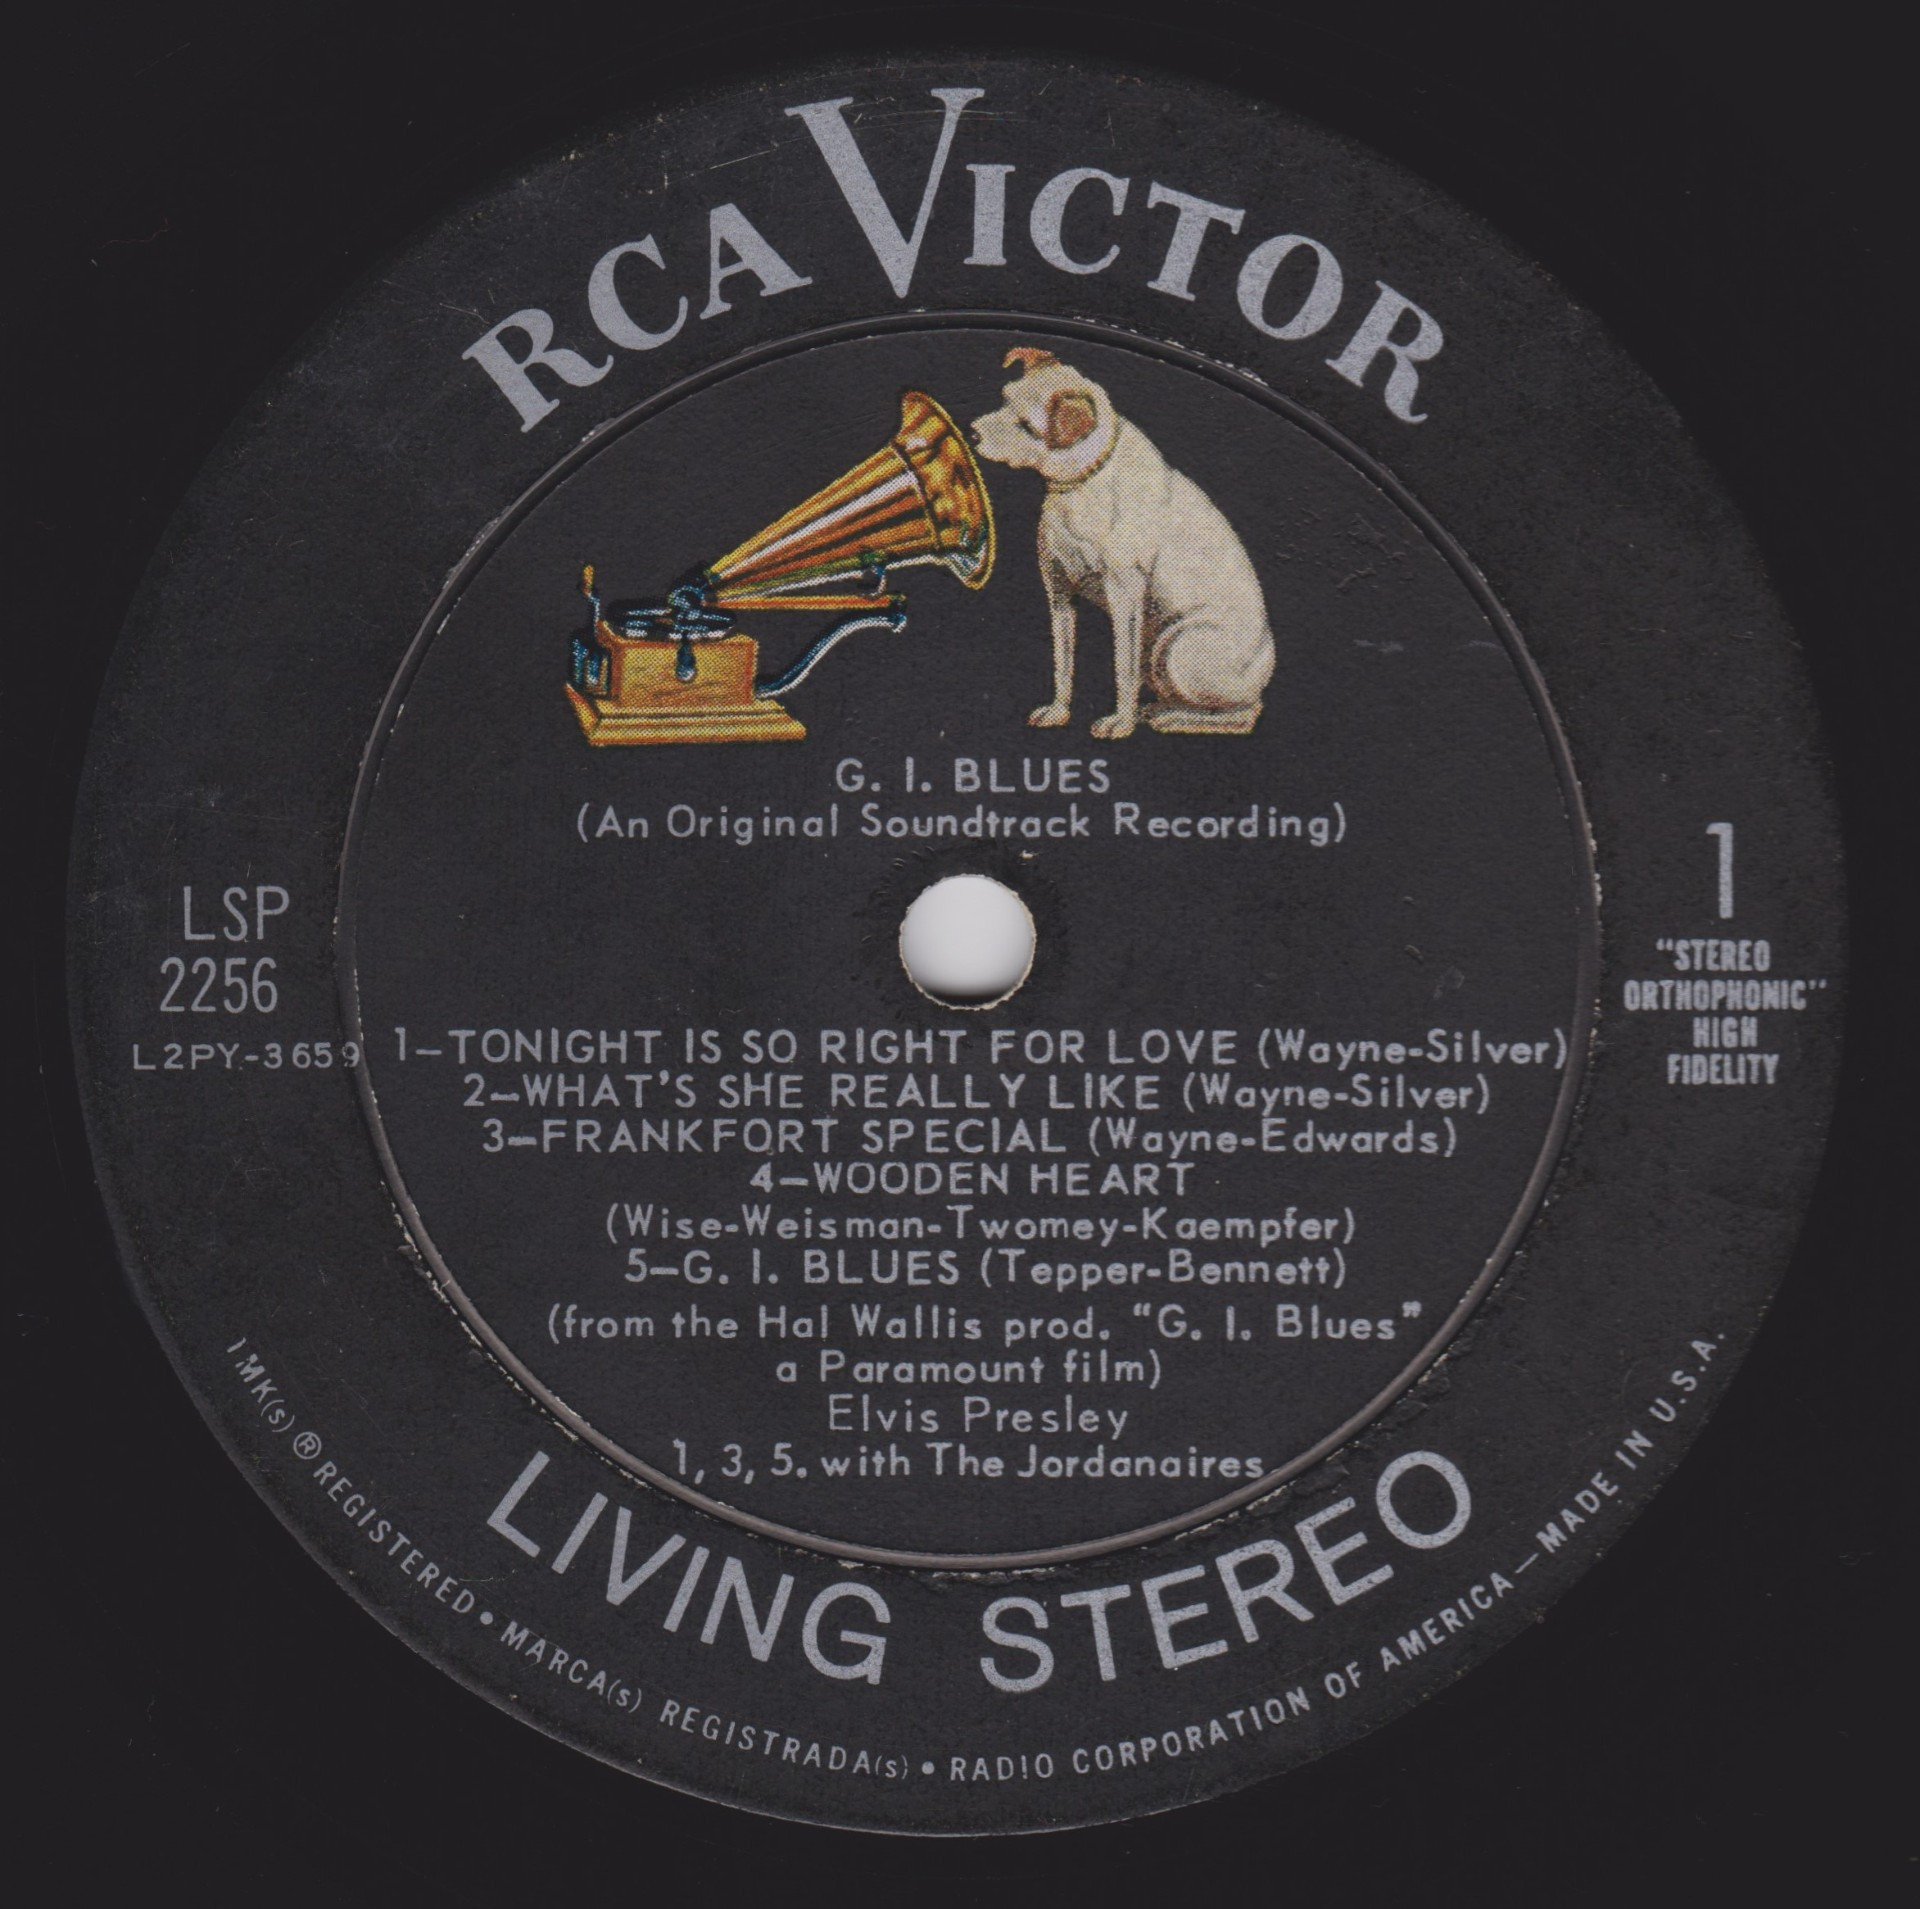 RCA VICTOR
G. I. BLUES
(An Original Soundtrack Recording)
LSP
2256
L2PY-3659
1
"STEREO
ORTHOPHONIC"
HIGH
FIDELITY
1–TONIGHT IS SO RIGHT FOR LOVE (Wayne-Silver)
2–WHAT'S SHE REALLY LIKE (Wayne-Silver)
3–FRANKFORT SPECIAL (Wayne-Edwards)
4–WOODEN HEART
(Wise-Weisman-Twomey-Kaempfer)
5–G. I. BLUES (Tepper-Bennett)
(from the Hal Wallis prod. "G. I. Blues"
a Paramount film)
Elvis Presley
1, 3, 5. with The Jordanaires
LIVING STEREO
TMK(s) ® REGISTERED • MARCA(s) REGISTRADA(s) • RADIO CORPORATION OF AMERICA—MADE IN U.S.A.